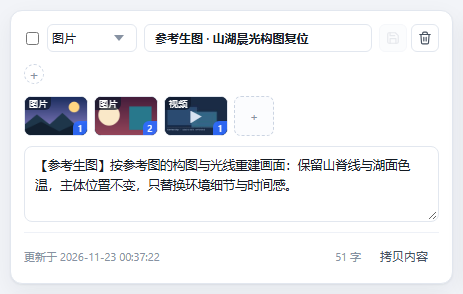 图片
参考生图 · 山湖晨光构图复位
+
图片 1
图片 2
视频 1
+
【参考生图】按参考图的构图与光线重建画面：保留山脊线与湖面色
温，主体位置不变，只替换环境细节与时间感。
更新于 2026-11-23 00:37:22
51 字
拷贝内容